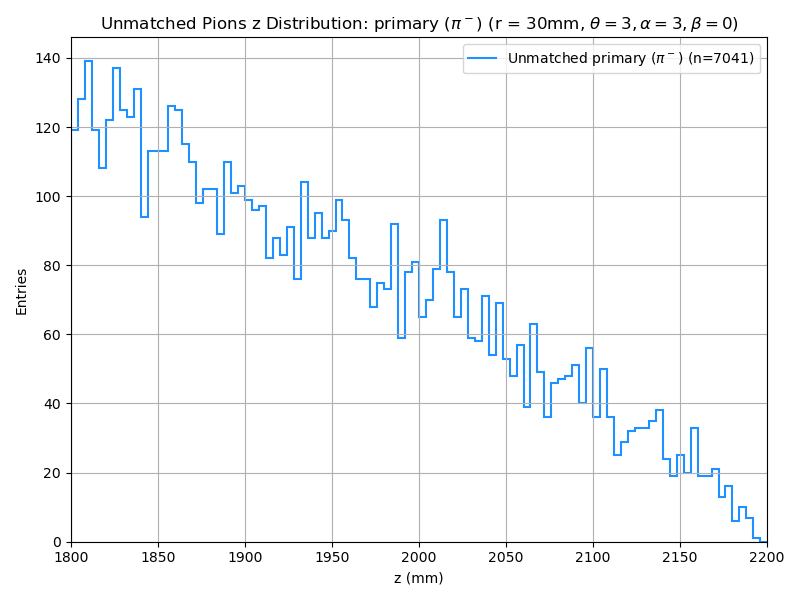 Unmatched Pions z Distribution: primary (π⁻) (r = 30mm, θ = 3, α = 3, β = 0)
Unmatched primary (π⁻) (n=7041)
140
120
100
80
60
40
20
0
Entries
1800 1850 1900 1950 2000 2050 2100 2150 2200
z (mm)